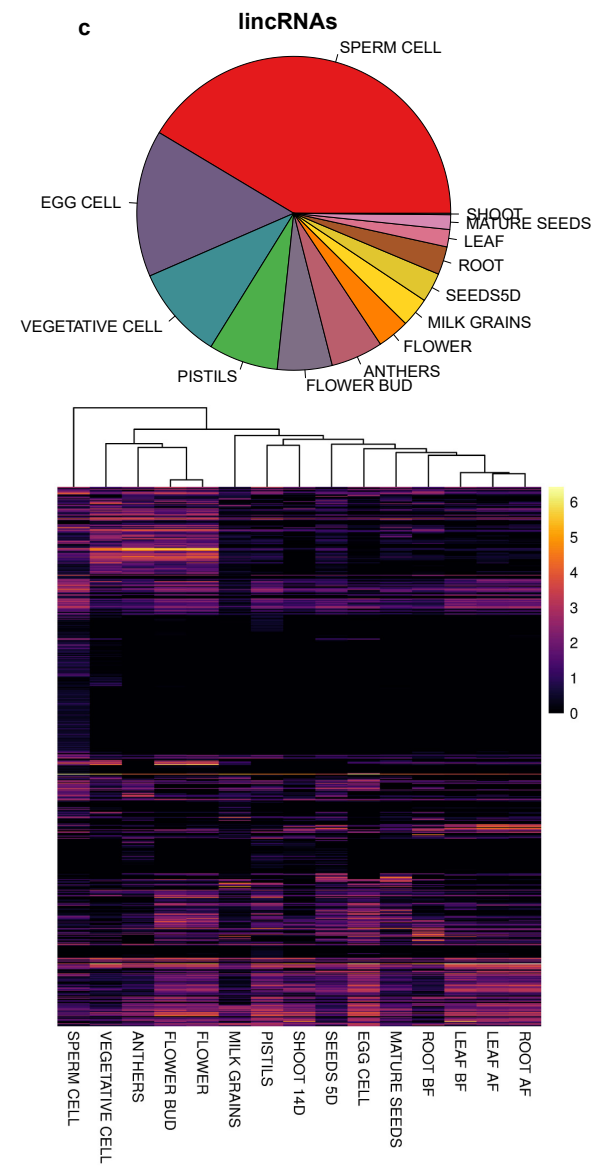 c
lincRNAs
SPERM CELL
EGG CELL
VEGETATIVE CELL
PISTILS
FLOWER BUD
ANTHERS
FLOWER
MILK GRAINS
SEEDS5D
ROOT
LEAF
MATURE SEEDS
SHOOT
6
5
4
3
2
1
0
SPERM CELL
VEGETATIVE CELL
ANTHERS
FLOWER BUD
FLOWER
MILK GRAINS
PISTILS
SHOOT 14D
SEEDS 5D
EGG CELL
MATURE SEEDS
ROOT BF
LEAF BF
LEAF AF
ROOT AF